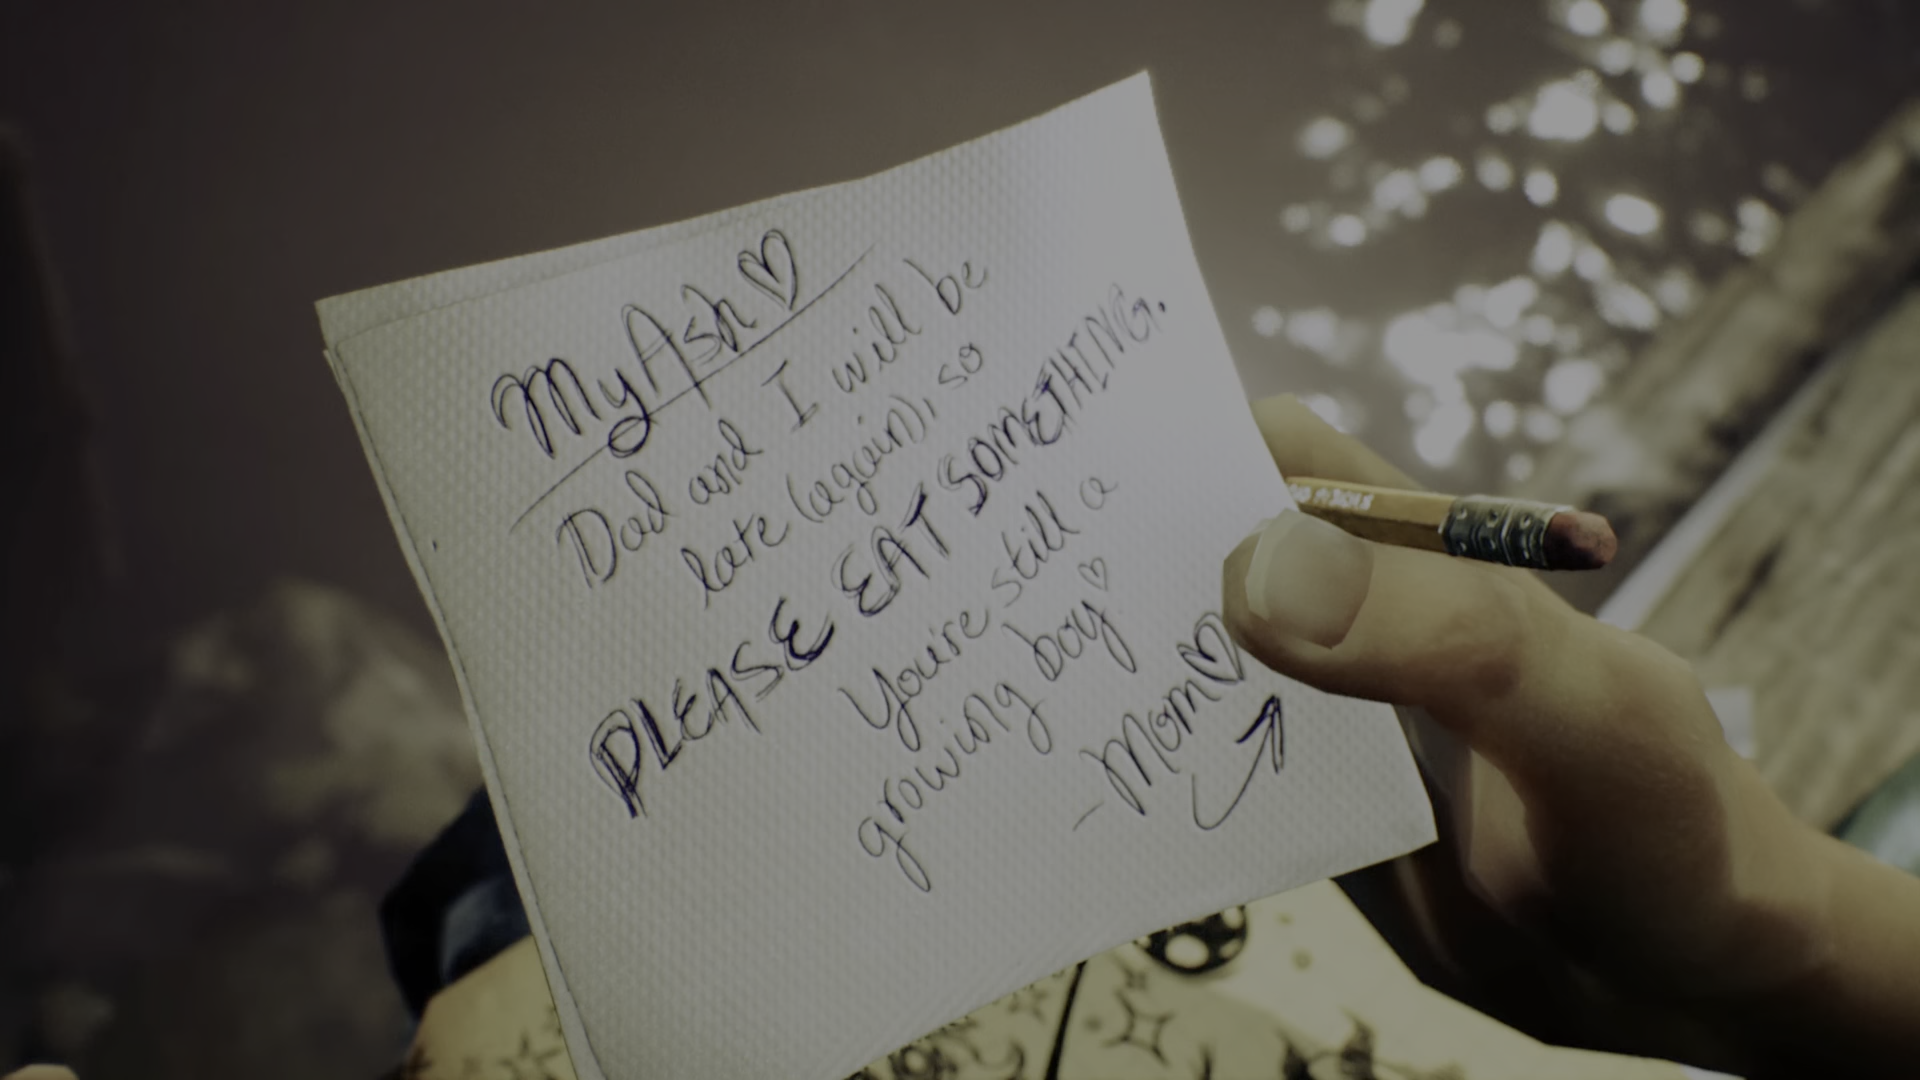 My Ash ♡
Dad and I will be
late (again), so
PLEASE EAT SOMETHING.
You're still a
growing boy ♡
- Mom ♡